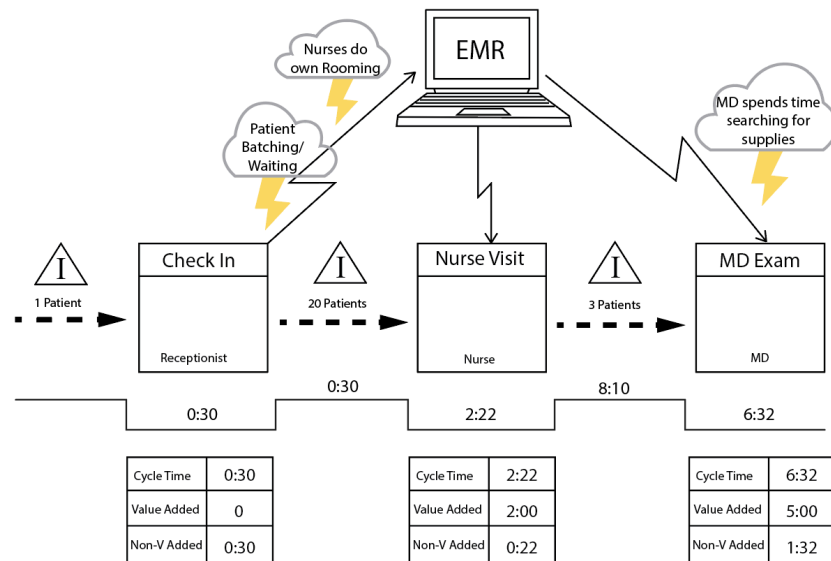 Nurses do
own Rooming
EMR
Patient
Batching/
Waiting
MD spends time
searching for
supplies
I
1 Patient
Check In
Receptionist
I
20 Patients
Nurse Visit
Nurse
I
3 Patients
MD Exam
MD
0:30
0:30
2:22
8:10
6:32
Cycle Time 0:30
Value Added 0
Non-V Added 0:30
Cycle Time 2:22
Value Added 2:00
Non-V Added 0:22
Cycle Time 6:32
Value Added 5:00
Non-V Added 1:32